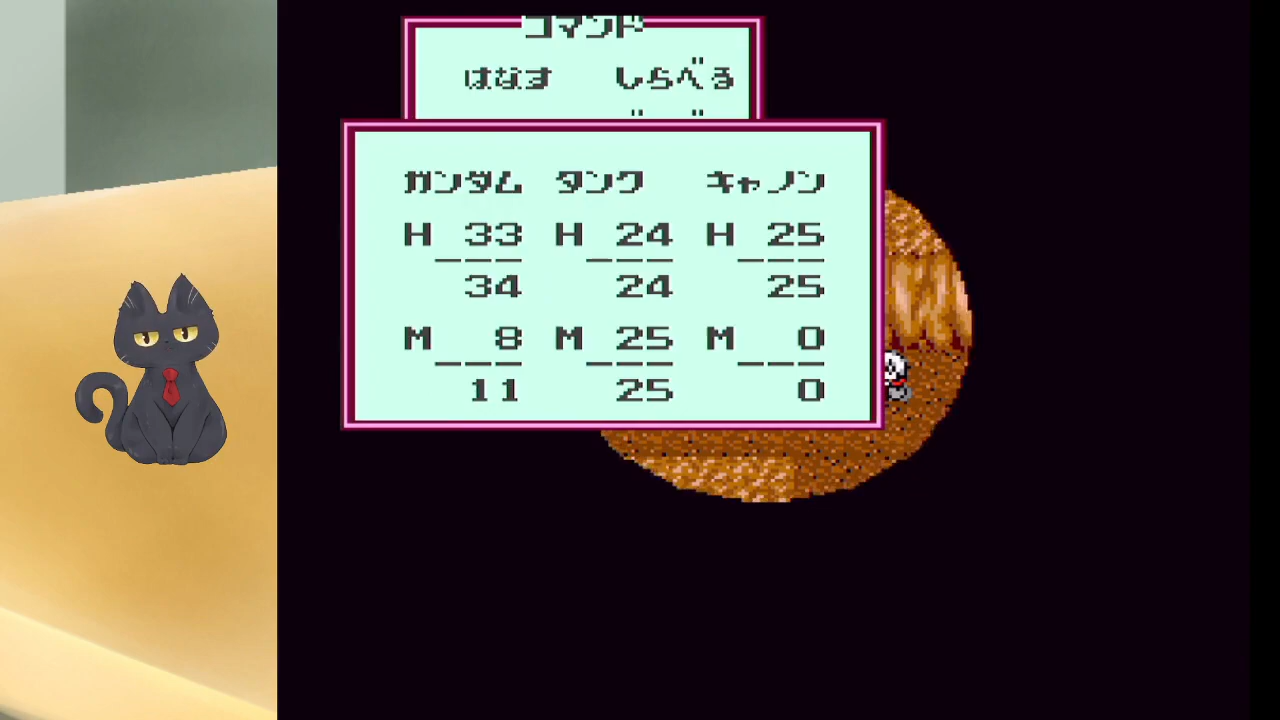 コマンド
はなす しらべる
ガンダム タンク キャノン
H 33 H 24 H 25
34 24 25
M 8 M 25 M 0
11 25 0